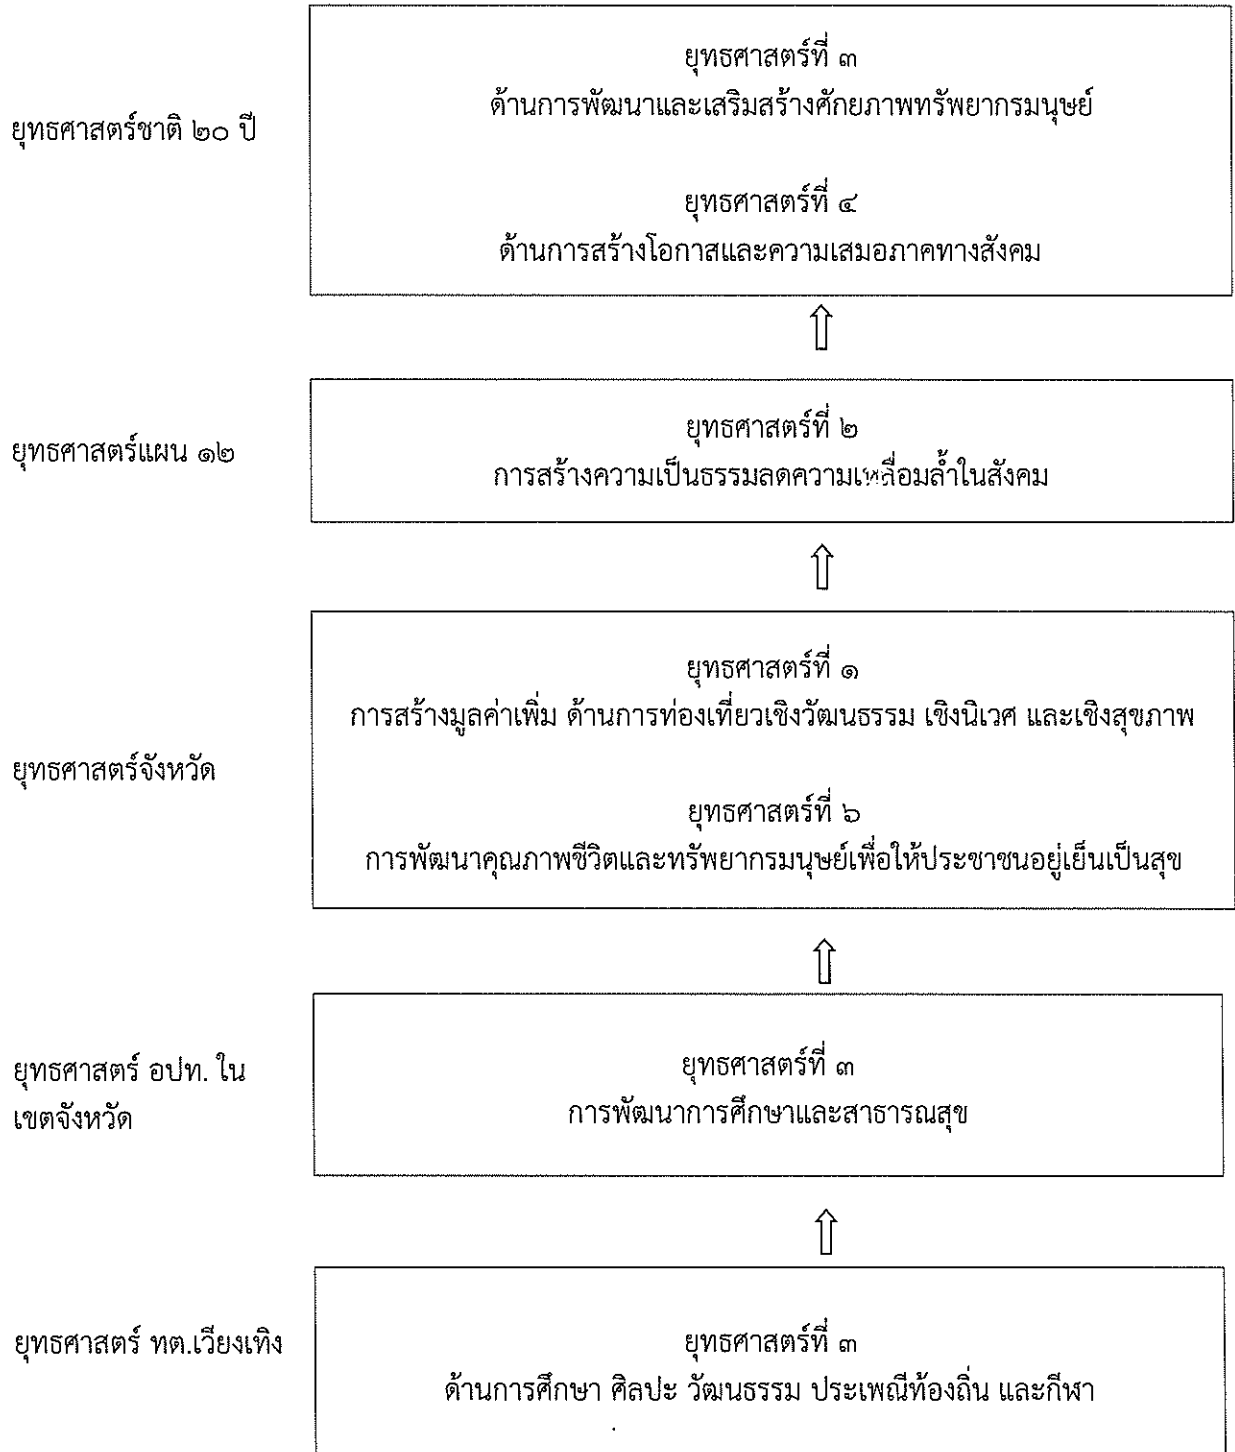 ยุทธศาสตร์ชาติ ๒๐ ปี
ยุทธศาสตร์ที่ ๓
ด้านการพัฒนาและเสริมสร้างศักยภาพทรัพยากรมนุษย์
ยุทธศาสตร์ที่ ๔
ด้านการสร้างโอกาสและความเสมอภาคทางสังคม
ยุทธศาสตร์แผน ๑๒
ยุทธศาสตร์ที่ ๒
การสร้างความเป็นธรรมลดความเหลื่อมล้ำในสังคม
ยุทธศาสตร์จังหวัด
ยุทธศาสตร์ที่ ๑
การสร้างมูลค่าเพิ่ม ด้านการท่องเที่ยวเชิงวัฒนธรรม เชิงนิเวศ และเชิงสุขภาพ
ยุทธศาสตร์ที่ ๖
การพัฒนาคุณภาพชีวิตและทรัพยากรมนุษย์เพื่อให้ประชาชนอยู่เย็นเป็นสุข
ยุทธศาสตร์ อปท. ใน
เขตจังหวัด
ยุทธศาสตร์ที่ ๓
การพัฒนาการศึกษาและสาธารณสุข
ยุทธศาสตร์ ทต.เวียงเทิง
ยุทธศาสตร์ที่ ๓
ด้านการศึกษา ศิลปะ วัฒนธรรม ประเพณีท้องถิ่น และกีฬา